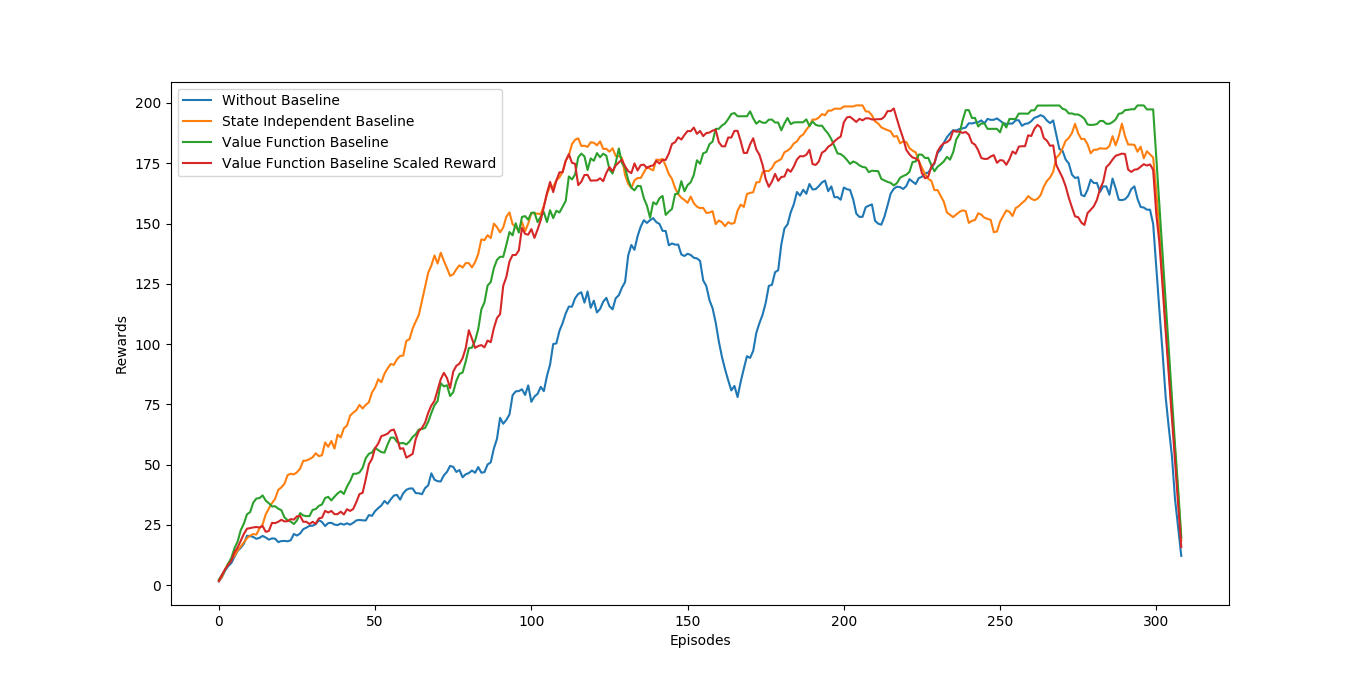 Without Baseline
State Independent Baseline
Value Function Baseline
Value Function Baseline Scaled Reward
Rewards
200
175
150
125
100
75
50
25
0
0 50 100 150 200 250 300
Episodes